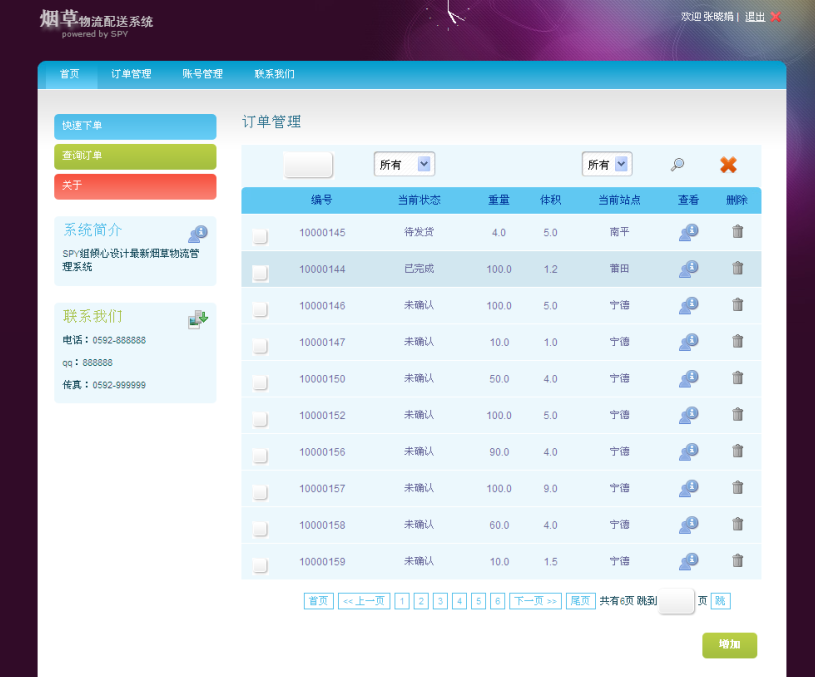 烟草物流配送系统
powered by SPY
欢迎 张晓娟 | 退出
首页 订单管理 账号管理 联系我们
快速下单
查询订单
关于
系统简介
SPY组倾心设计最新烟草物流管
理系统
联系我们
电话：0592-888888
qq：888888
传真：0592-999999
订单管理
所有 所有
编号 当前状态 重量 体积 当前站点 查看 删除
10000145 待发货 4.0 5.0 南平
10000144 已完成 100.0 1.2 莆田
10000146 未确认 100.0 5.0 宁德
10000147 未确认 10.0 1.0 宁德
10000150 未确认 50.0 4.0 宁德
10000152 未确认 100.0 5.0 宁德
10000156 未确认 90.0 4.0 宁德
10000157 未确认 100.0 9.0 宁德
10000158 未确认 60.0 4.0 宁德
10000159 未确认 10.0 1.5 宁德
首页 << 上一页 1 2 3 4 5 6 下一页 >> 尾页 共有6页 跳到 页 跳
增加